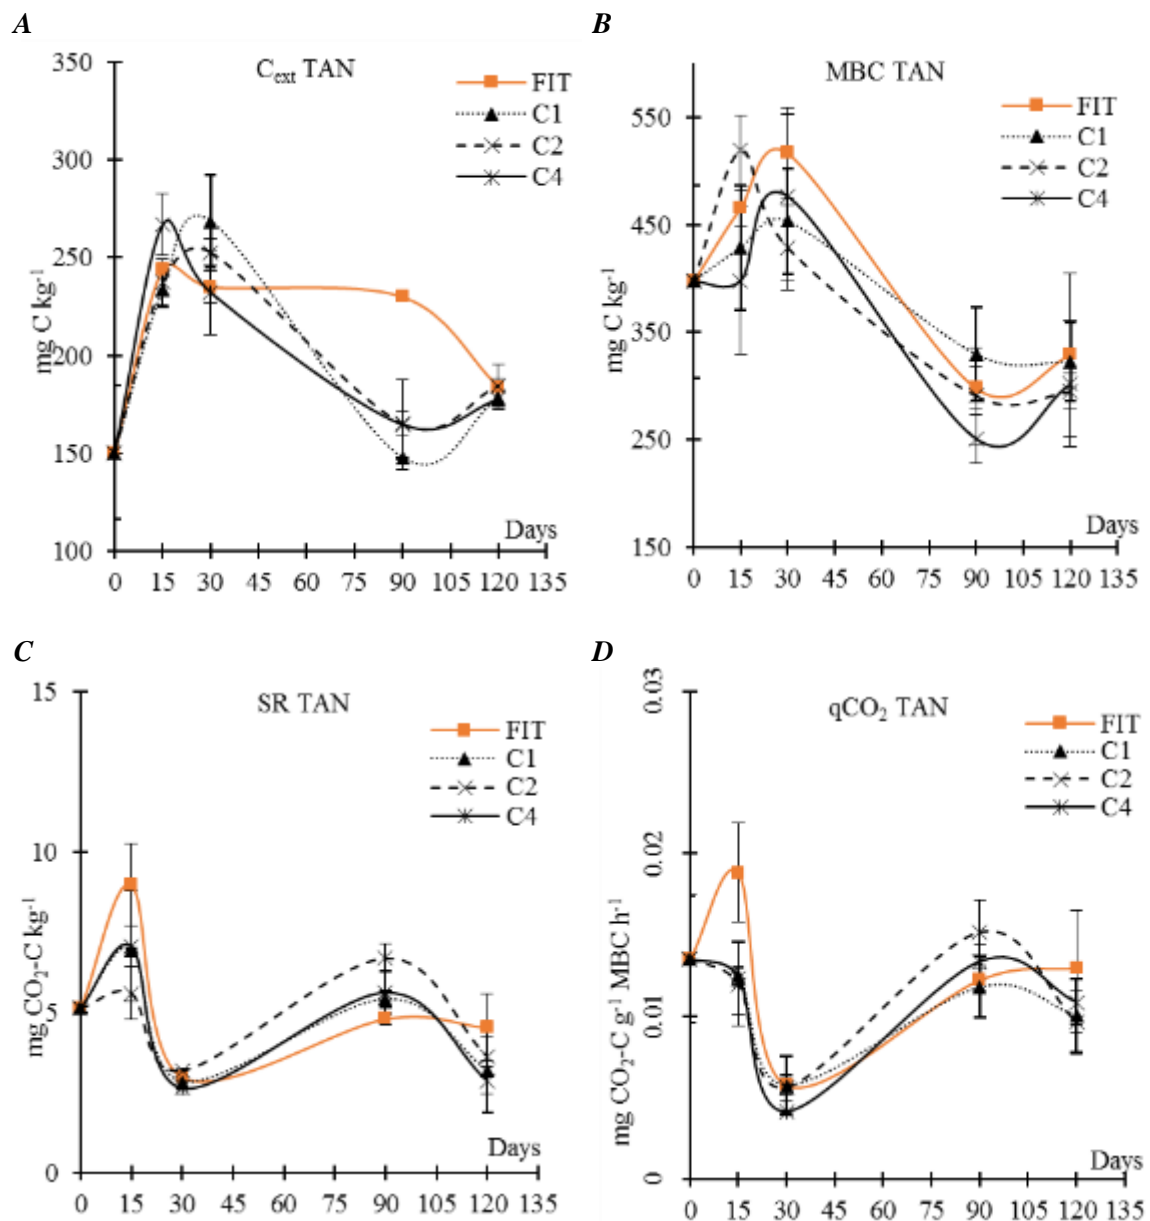 A
C_ext TAN
FIT
C1
C2
C4
mg C kg⁻¹
350
300
250
200
150
100
Days
0 15 30 45 60 75 90 105 120 135
B
MBC TAN
FIT
C1
C2
C4
mg C kg⁻¹
550
450
350
250
150
Days
0 15 30 45 60 75 90 105 120 135
C
SR TAN
FIT
C1
C2
C4
mg CO₂-C kg⁻¹
15
10
5
0
Days
0 15 30 45 60 75 90 105 120 135
D
qCO₂ TAN
FIT
C1
C2
C4
mg CO₂-C g⁻¹ MBC h⁻¹
0.03
0.02
0.01
0
Days
0 15 30 45 60 75 90 105 120 135